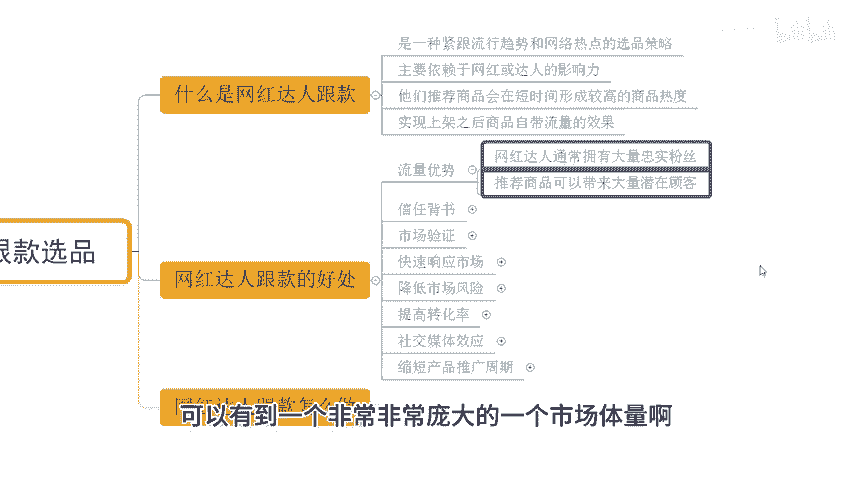 是一种紧跟流行趋势和网络热点的选品策略
主要依赖于网红或达人的影响力
什么是网红达人跟款
他们推荐商品会在短时间形成较高的商品热度
实现上架之后商品自带流量的效果
网红达人通常拥有大量忠实粉丝
流量优势
推荐商品可以带来大量潜在顾客
信任背书
市场验证
跟款选品
快速响应市场
网红达人跟款的好处
降低市场风险
提高转化率
社交媒体效应
缩短产品推广周期
网红达人跟款怎么做
可以有到一个非常非常庞大的一个市场体量啊